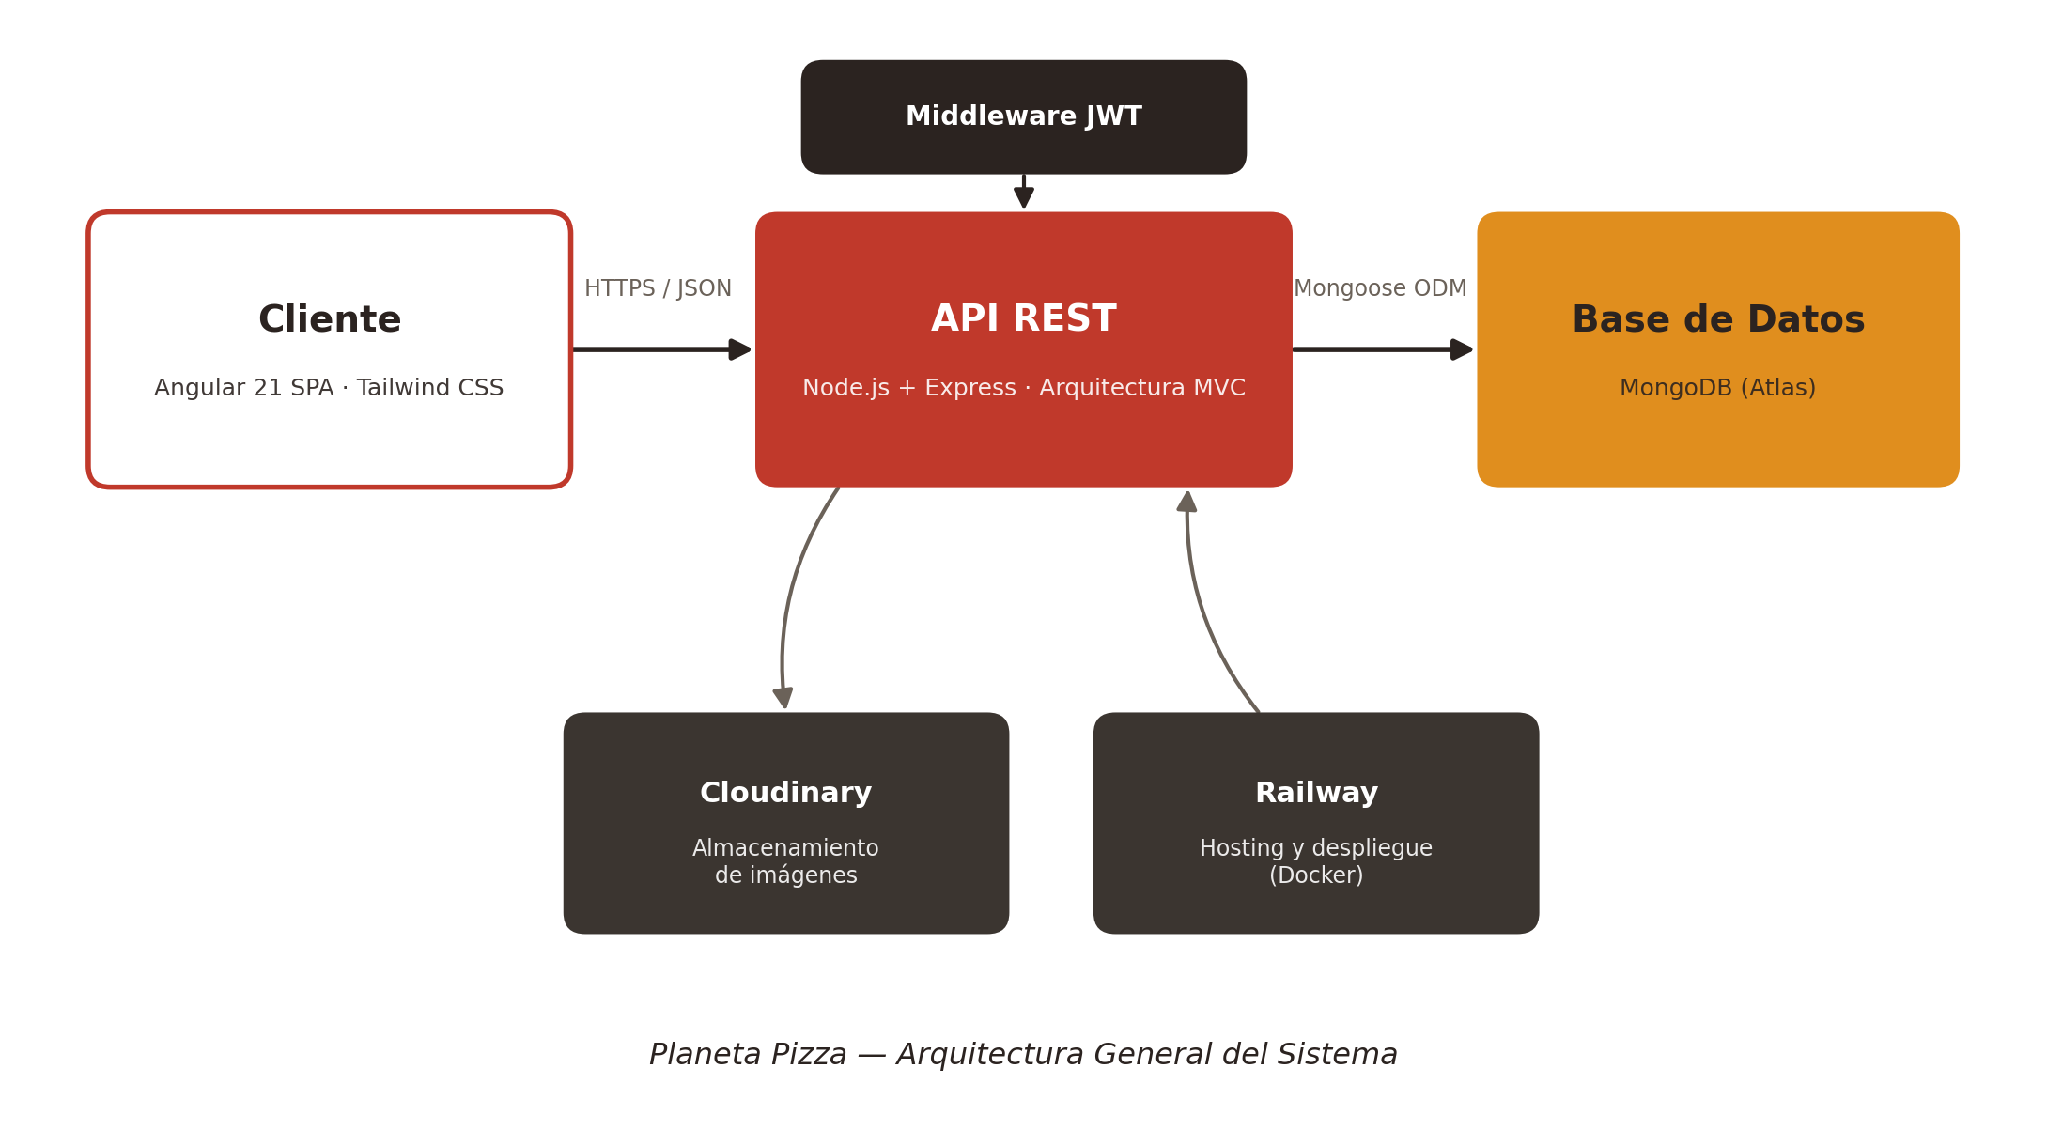 Middleware JWT
Cliente
Angular 21 SPA · Tailwind CSS
HTTPS / JSON
API REST
Node.js + Express · Arquitectura MVC
Mongoose ODM
Base de Datos
MongoDB (Atlas)
Cloudinary
Almacenamiento
de imágenes
Railway
Hosting y despliegue
(Docker)
Planeta Pizza — Arquitectura General del Sistema